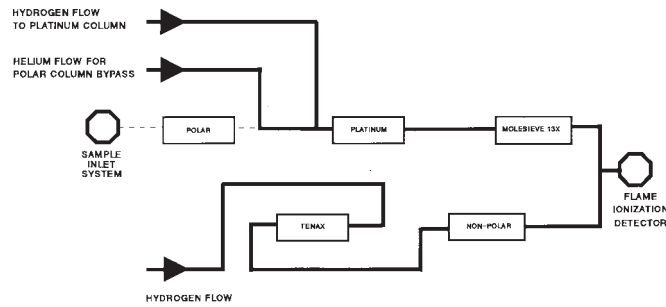 HYDROGEN FLOW
TO PLATINUM COLUMN
HELIUM FLOW FOR
POLAR COLUMN BYPASS
POLAR
PLATINUM
MOLESIEVE 13X
SAMPLE
INLET
SYSTEM
FLAME
IONIZATION
DETECTOR
TENAX
NON-POLAR
HYDROGEN FLOW